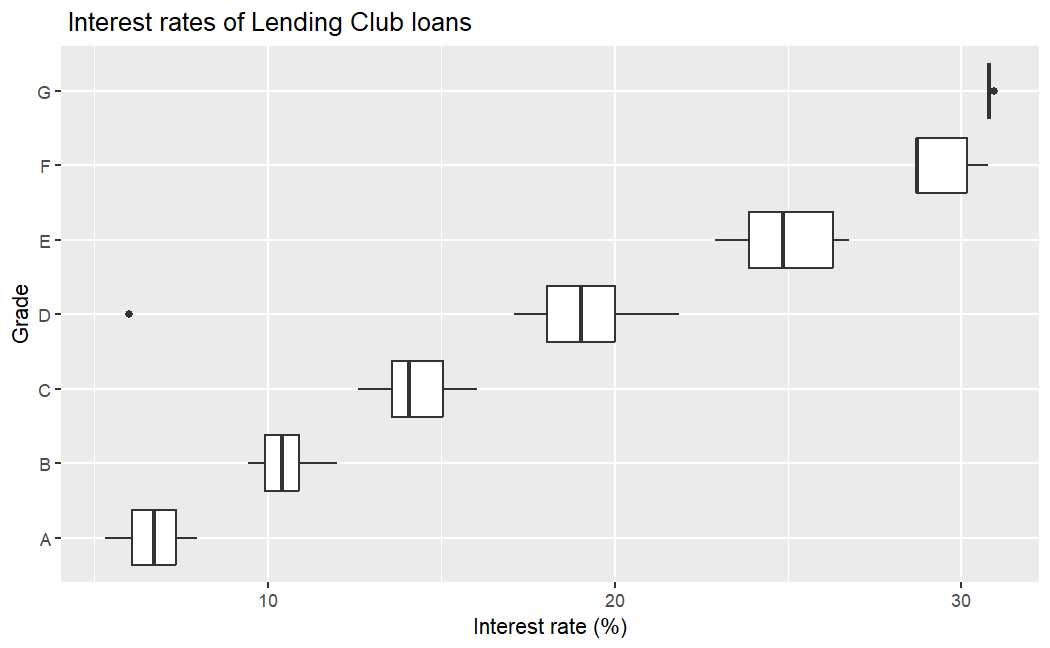 Interest rates of Lending Club loans
G
F
E
D
C
B
A
Grade
10 20 30
Interest rate (%)